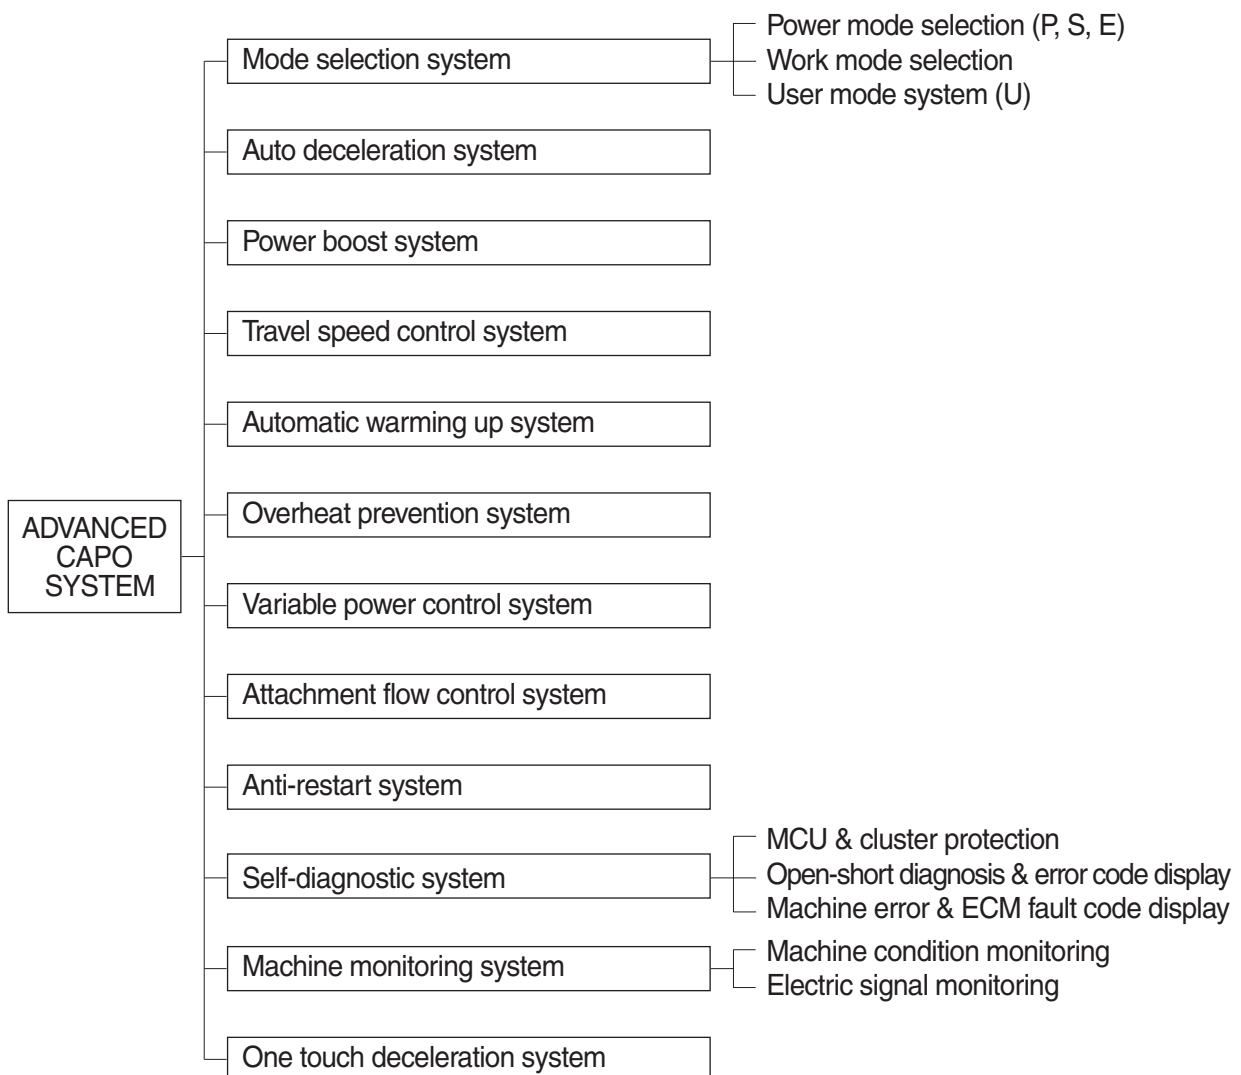 Mode selection system
Power mode selection (P, S, E)
Work mode selection
User mode system (U)
Auto deceleration system
Power boost system
Travel speed control system
Automatic warming up system
Overheat prevention system
ADVANCED
CAPO
SYSTEM
Variable power control system
Attachment flow control system
Anti-restart system
Self-diagnostic system
MCU & cluster protection
Open-short diagnosis & error code display
Machine error & ECM fault code display
Machine monitoring system
Machine condition monitoring
Electric signal monitoring
One touch deceleration system